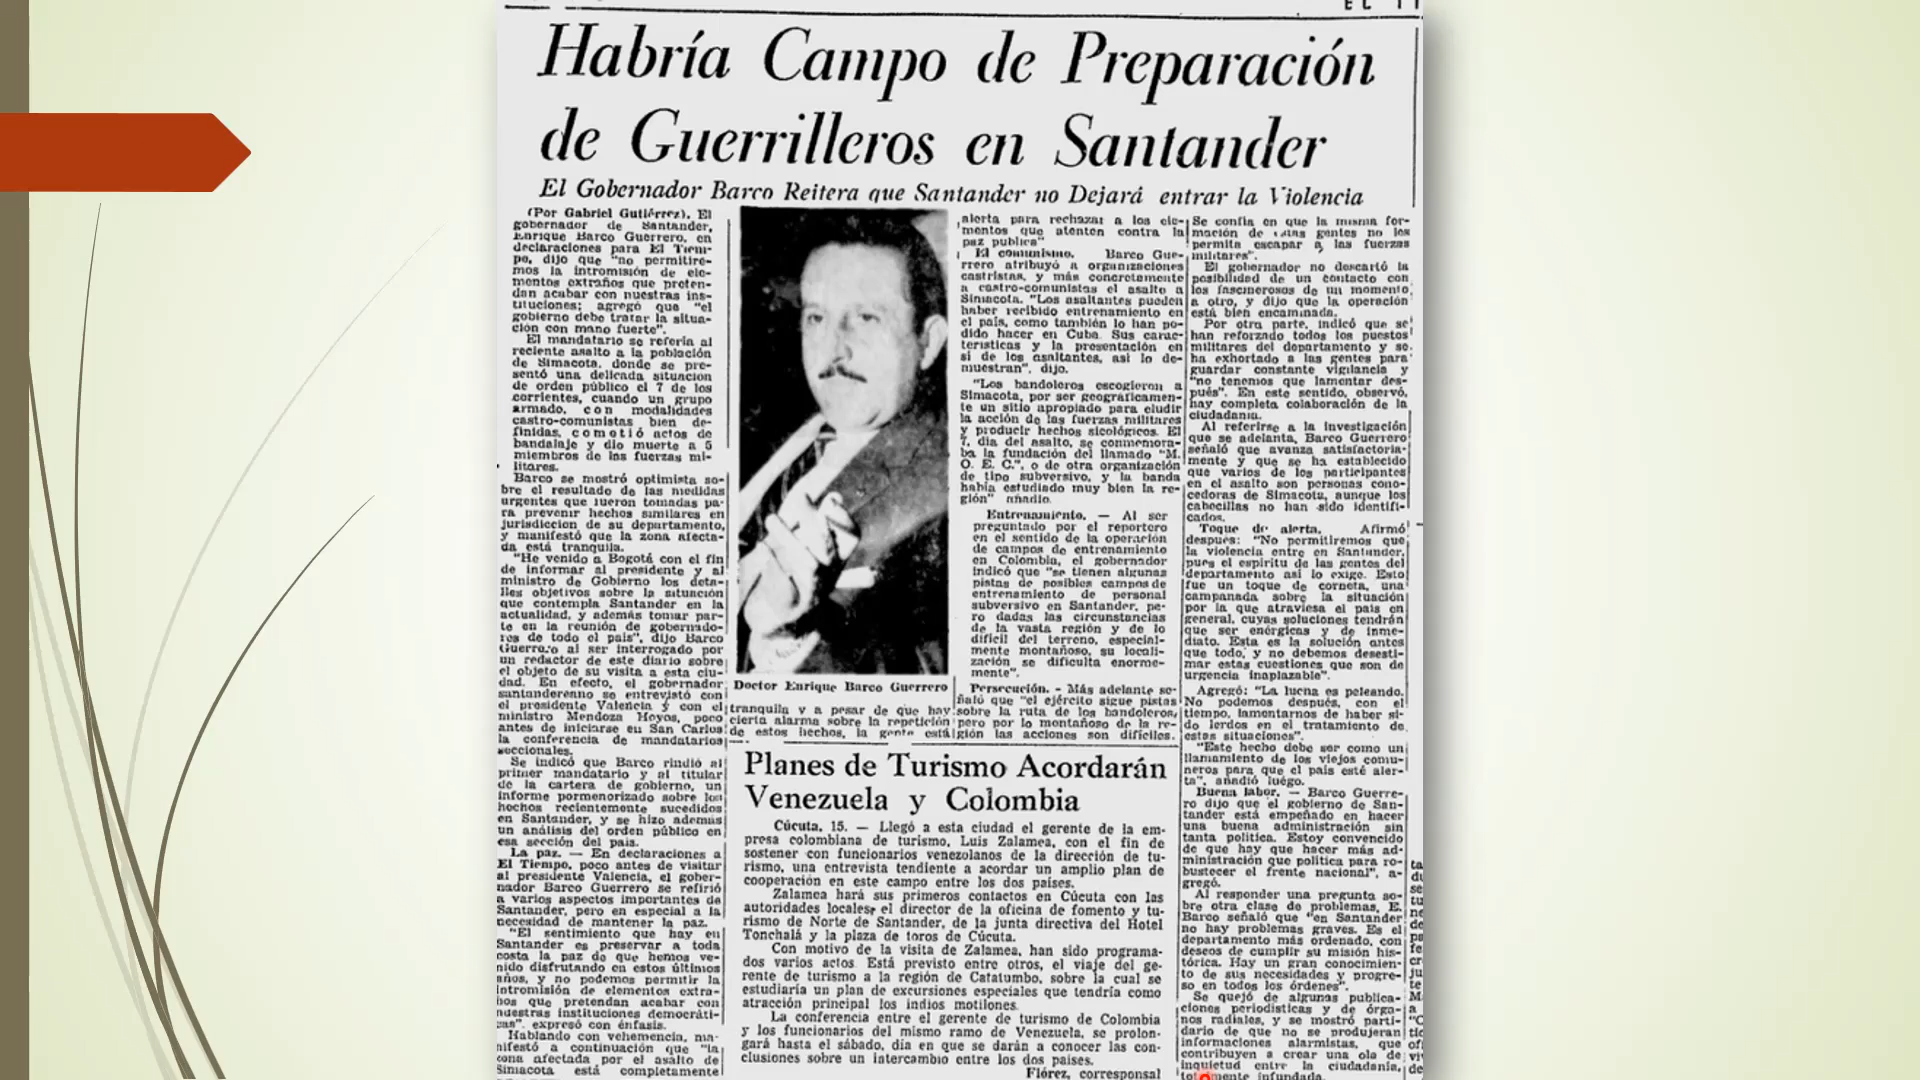 EL TI
Habría Campo de Preparación
de Guerrilleros en Santander
El Gobernador Barco Reitera que Santander no Dejará entrar la Violencia
(Por Gabriel Gutiérrez). El
gobernador de Santander,
Enrique Barco Guerrero, en
declaraciones para El Tiem-
po, dijo que "no permitire-
mos la intromisión de ele-
mentos extraños que preten-
dan acabar con nuestras ins-
tituciones; agregó que "el
gobierno debe tratar la situa-
ción con mano fuerte".
El mandatario se refería al
reciente asalto a la población
de Simacota, donde se pre-
sentó una delicada situación
de orden público el 7 de los
corrientes, cuando un grupo
armado, con modalidades
castro-comunistas bien de-
finidas, cometió actos de
bandalaje y dio muerte a 5
miembros de las fuerzas mi-
litares.
Barco se mostró optimista so-
bre el resultado de las medidas
urgentes que fueron tomadas pa-
ra prevenir hechos similares en
jurisdicción de su departamento,
y manifestó que la zona afecta-
da está tranquila.
"He venido a Bogotá con el fin
de informar al presidente y al
ministro de Gobierno los deta-
lles objetivos sobre la situación
que contempla Santander en la
actualidad, y además tomar par-
te en la reunión de gobernado-
res de todo el país", dijo Barco
Guerrero al ser interrogado por
un redactor de este diario sobre
el objeto de su visita a esta ciu-
dad. En efecto, el gobernador
santandereano se entrevistó con
el presidente Valencia y con el
ministro Mendoza Hoyos, poco
antes de iniciarse en San Carlos
la conferencia de mandatarios
seccionales.
Se indicó que Barco rindió al
primer mandatario y al titular
de la cartera de gobierno, un
informe pormenorizado sobre los
hechos recientemente sucedidos
en Santander, y se hizo además
un análisis del orden público en
esa sección del país.
La paz. — En declaraciones a
El Tiempo, poco antes de visitar
al presidente Valencia, el gober-
nador Barco Guerrero se refirió
a varios aspectos importantes de
Santander, pero en especial a la
necesidad de mantener la paz.
"El sentimiento que hay en
Santander es preservar a toda
costa la paz de que hemos ve-
nido disfrutando en estos últimos
años, y no podemos permitir la
intromisión de elementos extra-
ños que pretendan acabar con
nuestras instituciones democráti-
cas", expresó con énfasis.
Hablando con vehemencia, ma-
nifestó a continuación que "la
zona afectada por el asalto de
Simacota está completamente
Doctor Enrique Barco Guerrero
tranquila y a pesar de que hay
cierta alarma sobre la repetición
de estos hechos, la gente está
alerta para rechazar a los ele-
mentos que atenten contra la
paz pública"
El comunismo. Barco Gue-
rrero atribuyó a organizaciones
castristas, y más concretamente
a castro-comunistas el asalto a
Simacota. "Los asaltantes pueden
haber recibido entrenamiento en
el país, como también lo han po-
dido hacer en Cuba. Sus carac-
terísticas y la presentación en
sí de los asaltantes, así lo de-
muestran", dijo.
"Los bandoleros escogieron a
Simacota, por ser geográficamen-
te un sitio apropiado para eludir
la acción de las fuerzas militares
y producir hechos sicológicos. El
7, día del asalto, se conmemora-
ba la fundación del llamado "M.
O. E. C.", o de otra organización
de tipo subversivo, y la banda
había estudiado muy bien la re-
gión" añadio.
Entrenamiento. — Al ser
preguntado por el reportero
en el sentido de la operación
de campos de entrenamiento
en Colombia, el gobernador
indicó que "se tienen algunas
pistas de posibles campos de
entrenamiento de personal
subversivo en Santander, pe-
ro dadas las circunstancias
de la vasta región y de lo
difícil del terreno, especial-
mente montañoso, su locali-
zación se dificulta enorme-
mente".
Persecución. - Más adelante se-
ñaló que "el ejército sigue pistas
sobre la ruta de los bandoleros,
pero por lo montañoso de la re-
gión las acciones son difíciles.
Se confía en que la misma for-
mación de estas gentes no les
permita escapar a las fuerzas
militares".
El gobernador no descartó la
posibilidad de un contacto con
los fascinerosos de un momento
a otro, y dijo que la operación
está bien encaminada.
Por otra parte, indicó que se
han reforzado todos los puestos
militares del departamento y se
ha exhortado a las gentes para
guardar constante vigilancia y
"no tenemos que lamentar des-
pués". En este sentido, observó,
hay completa colaboración de la
ciudadanía.
Al referirse a la investigación
que se adelanta, Barco Guerrero
señaló que avanza satisfactoria-
mente y que se ha establecido
que varios de los participantes
en el asalto son personas cono-
cedoras de Simacota, aunque los
cabecillas no han sido identifi-
cados.
Toque de alerta. Afirmó
después: "No permitiremos que
la violencia entre en Santander,
pues el espíritu de las gentes del
departamento así lo exige. Esto
fue un toque de corneta, una
campanada sobre la situación
por la que atraviesa el país en
general, cuyas soluciones tendrán
que ser enérgicas y de inme-
diato. Esta es la solución antes
que todo, y no debemos desesti-
mar estas cuestiones que son de
urgencia inaplazable".
Agregó: "La lucha es peleando.
No podemos después, con el
tiempo, lamentarnos de haber si-
do lerdos en el tratamiento de
estas situaciones".
"Este hecho debe ser como un
llamamiento de los viejos comu-
neros para que el país esté aler-
ta", añadió luego.
Buena labor. — Barco Guerre-
ro dijo que el gobierno de San-
tander está empeñado en hacer
una buena administración sin
tanta política. Estoy convencido
de que hay que hacer más ad-
ministración que política para ro-
bustecer el frente nacional", a-
gregó.
Al responder una pregunta so-
bre otra clase de problemas, E.
Barco señaló que "en Santander
no hay problemas graves. Es el
departamento más ordenado, con
deseos de cumplir su misión his-
tórica. Hay un gran conocimien-
to de sus necesidades y progre-
so en todos los órdenes".
Se quejó de algunas publica-
ciones periodísticas y de órga-
nos radiales, y se mostró parti-
dario de que no se produjeran
informaciones alarmistas, que
contribuyen a crear una ola de
inquietud entre la ciudadanía,
totalmente infundada.
Planes de Turismo Acordarán
Venezuela y Colombia
Cúcuta, 15. — Llegó a esta ciudad el gerente de la em-
presa colombiana de turismo, Luis Zalamea, con el fin de
sostener con funcionarios venezolanos de la dirección de tu-
rismo, una entrevista tendiente a acordar un amplio plan de
cooperación en este campo entre los dos países.
Zalamea hará sus primeros contactos en Cúcuta con las
autoridades locales, el director de la oficina de fomento y tu-
rismo de Norte de Santander, de la junta directiva del Hotel
Tonchalá y la plaza de toros de Cúcuta.
Con motivo de la visita de Zalamea, han sido programa-
dos varios actos. Está previsto entre otros, el viaje del ge-
rente de turismo a la región de Catatumbo, sobre la cual se
estudiaría un plan de excursiones especiales que tendría como
atracción principal los indios motilones.
La conferencia entre el gerente de turismo de Colombia
y los funcionarios del mismo ramo de Venezuela, se prolon-
gará hasta el sábado, día en que se darán a conocer las con-
clusiones sobre un intercambio entre los dos países.
Flórez, corresponsal